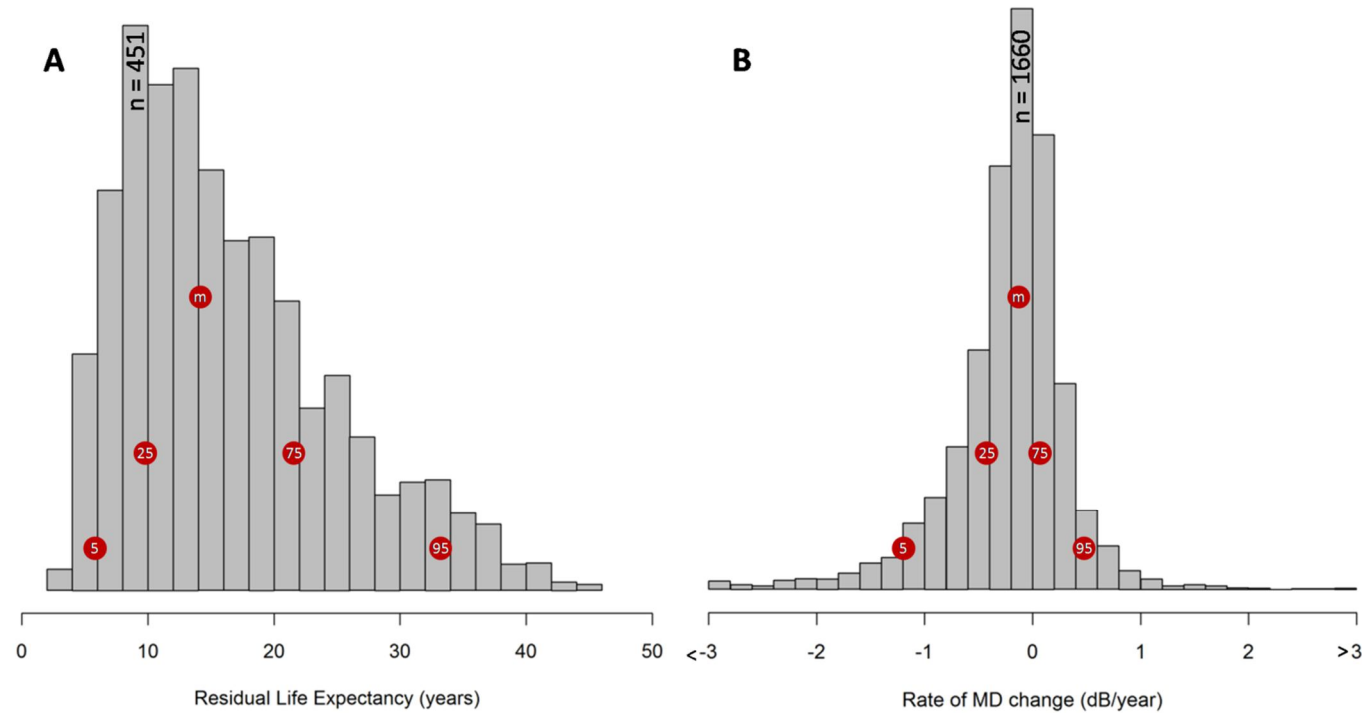 A
n = 451
m
25
75
5
95
0 10 20 30 40 50
Residual Life Expectancy (years)
B
n = 1660
m
25
75
5
95
<-3 -2 -1 0 1 2 >3
Rate of MD change (dB/year)